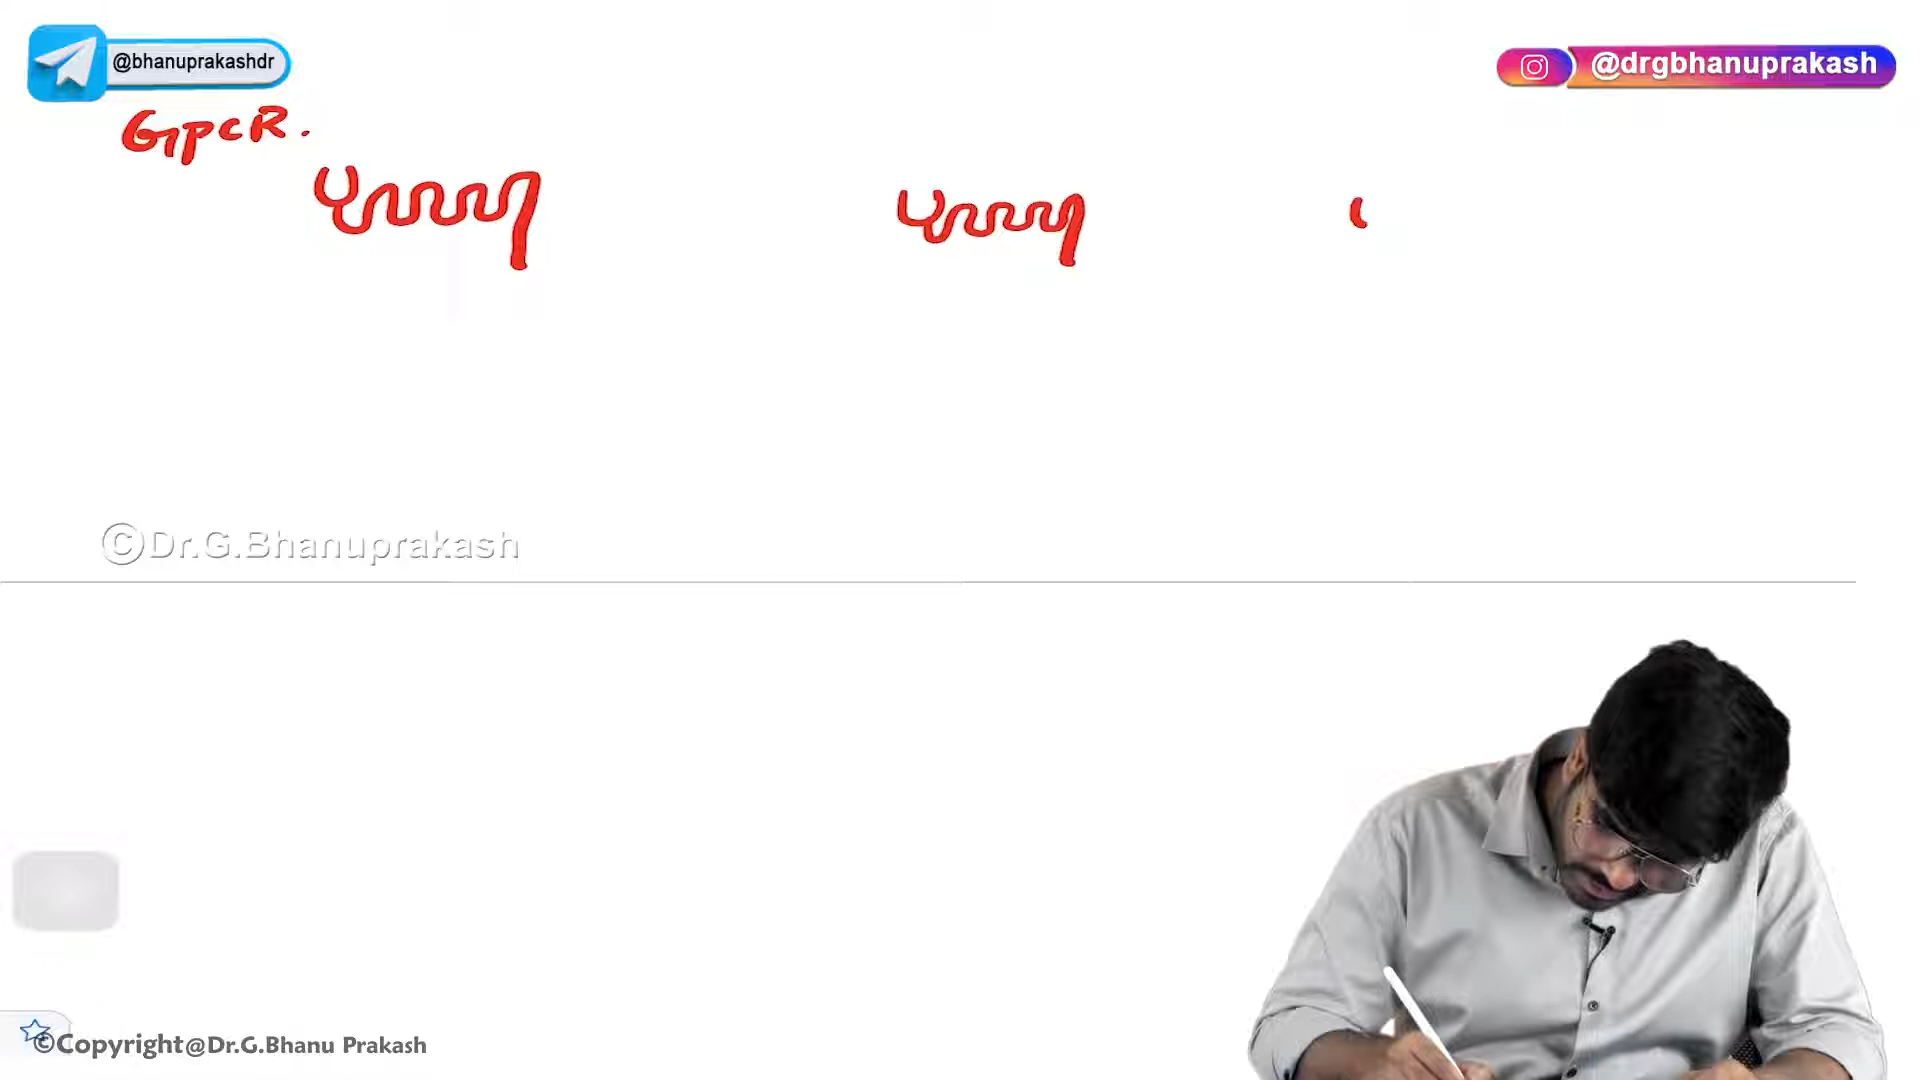 @bhanuprakashdr
@drgbhanuprakash
GPCR.
©Dr.G.Bhanuprakash
©Copyright@Dr.G.Bhanu Prakash